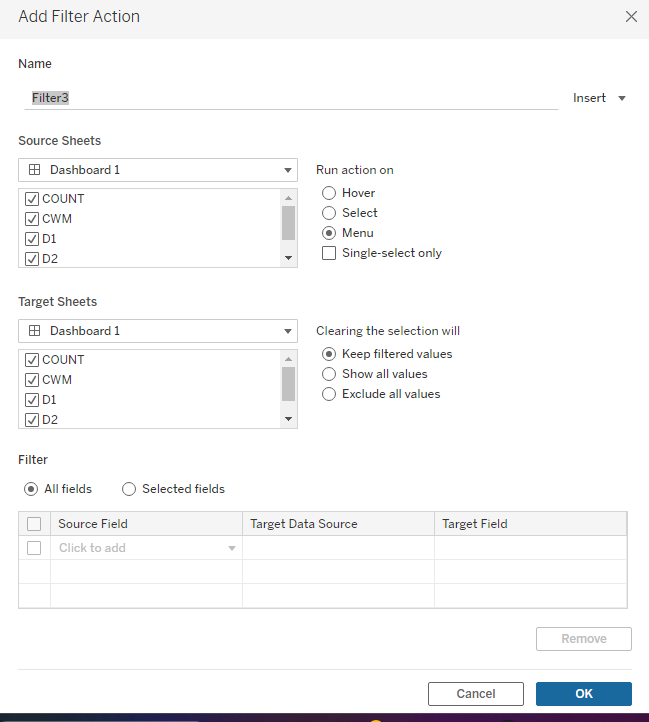 Add Filter Action
Name
Filter3
Insert
Source Sheets
Dashboard 1
COUNT
CWM
D1
D2
Run action on
Hover
Select
Menu
Single-select only
Target Sheets
Dashboard 1
COUNT
CWM
D1
D2
Clearing the selection will
Keep filtered values
Show all values
Exclude all values
Filter
All fields Selected fields
Source Field Target Data Source Target Field
Click to add
Remove
Cancel OK